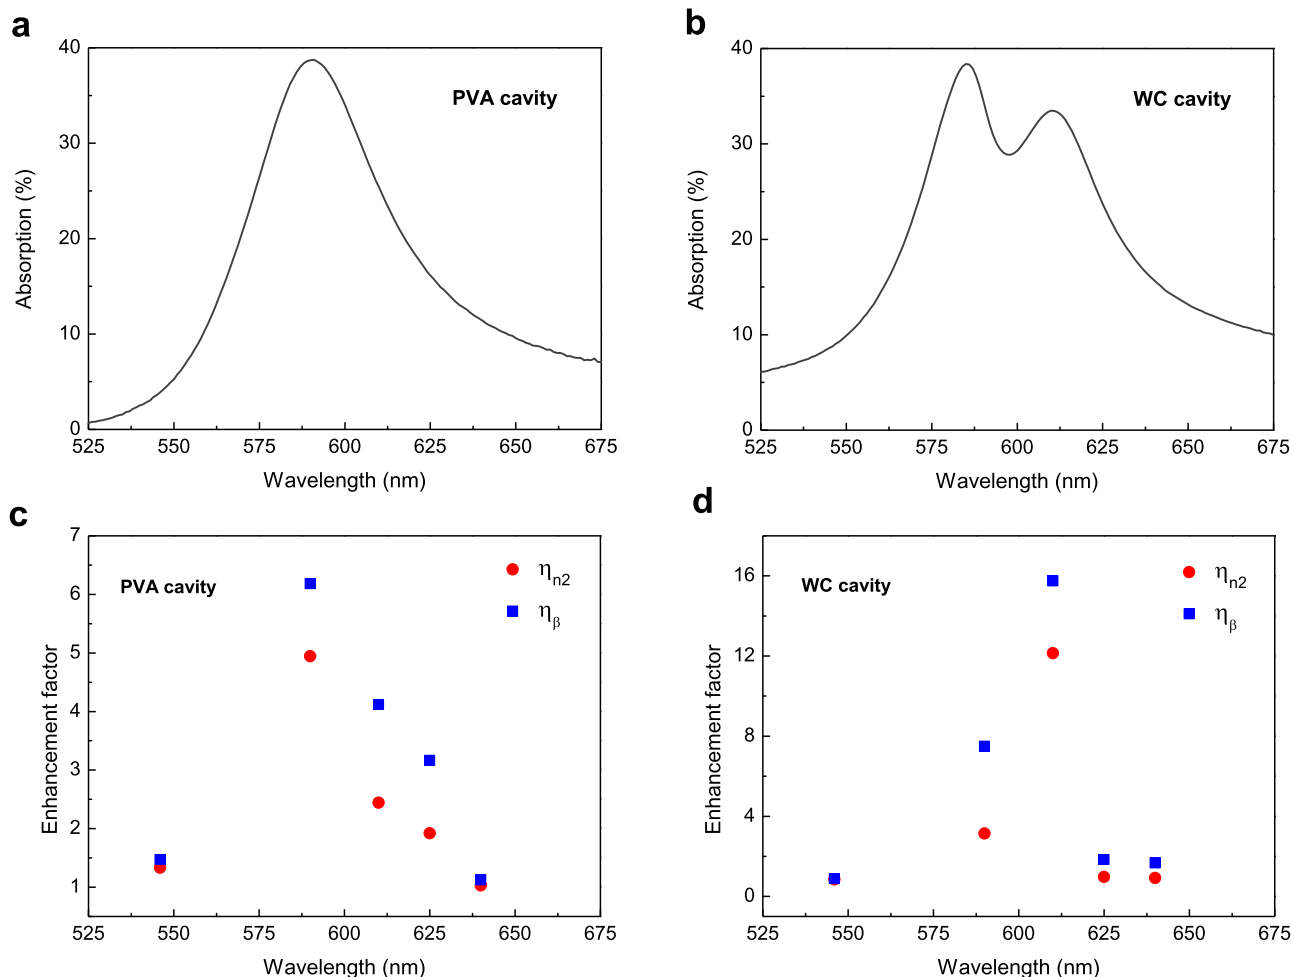 a
PVA cavity
Absorption (%)
40
30
20
10
0
525 550 575 600 625 650 675
Wavelength (nm)
b
WC cavity
Absorption (%)
40
30
20
10
0
525 550 575 600 625 650 675
Wavelength (nm)
c
PVA cavity
ηn2
ηβ
Enhancement factor
7
6
5
4
3
2
1
525 550 575 600 625 650 675
Wavelength (nm)
d
WC cavity
ηn2
ηβ
Enhancement factor
16
12
8
4
0
525 550 575 600 625 650 675
Wavelength (nm)